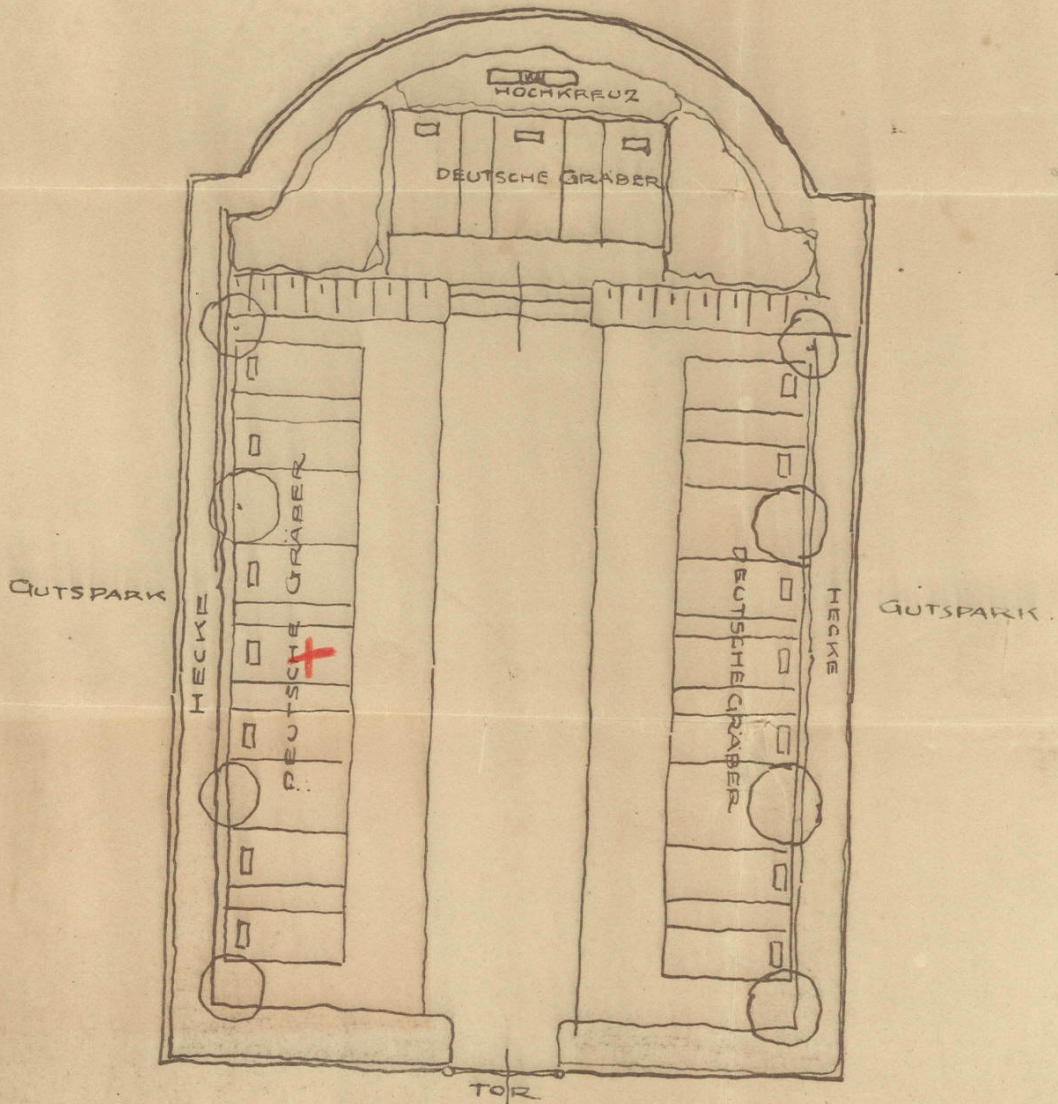 HOCHKREUZ
DEUTSCHE GRÄBER
DEUTSCHE GRÄBER
DEUTSCHE GRÄBER
GUTSPARK
HECKE
HECKE
GUTSPARK.
TOR